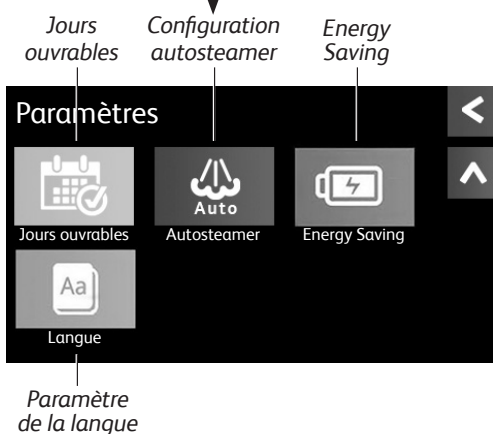 Jours
ouvrables
Configuration
autosteamer
Energy
Saving
Paramètres
Auto
Jours ouvrables
Autosteamer
Energy Saving
Aa
Langue
Paramètre
de la langue